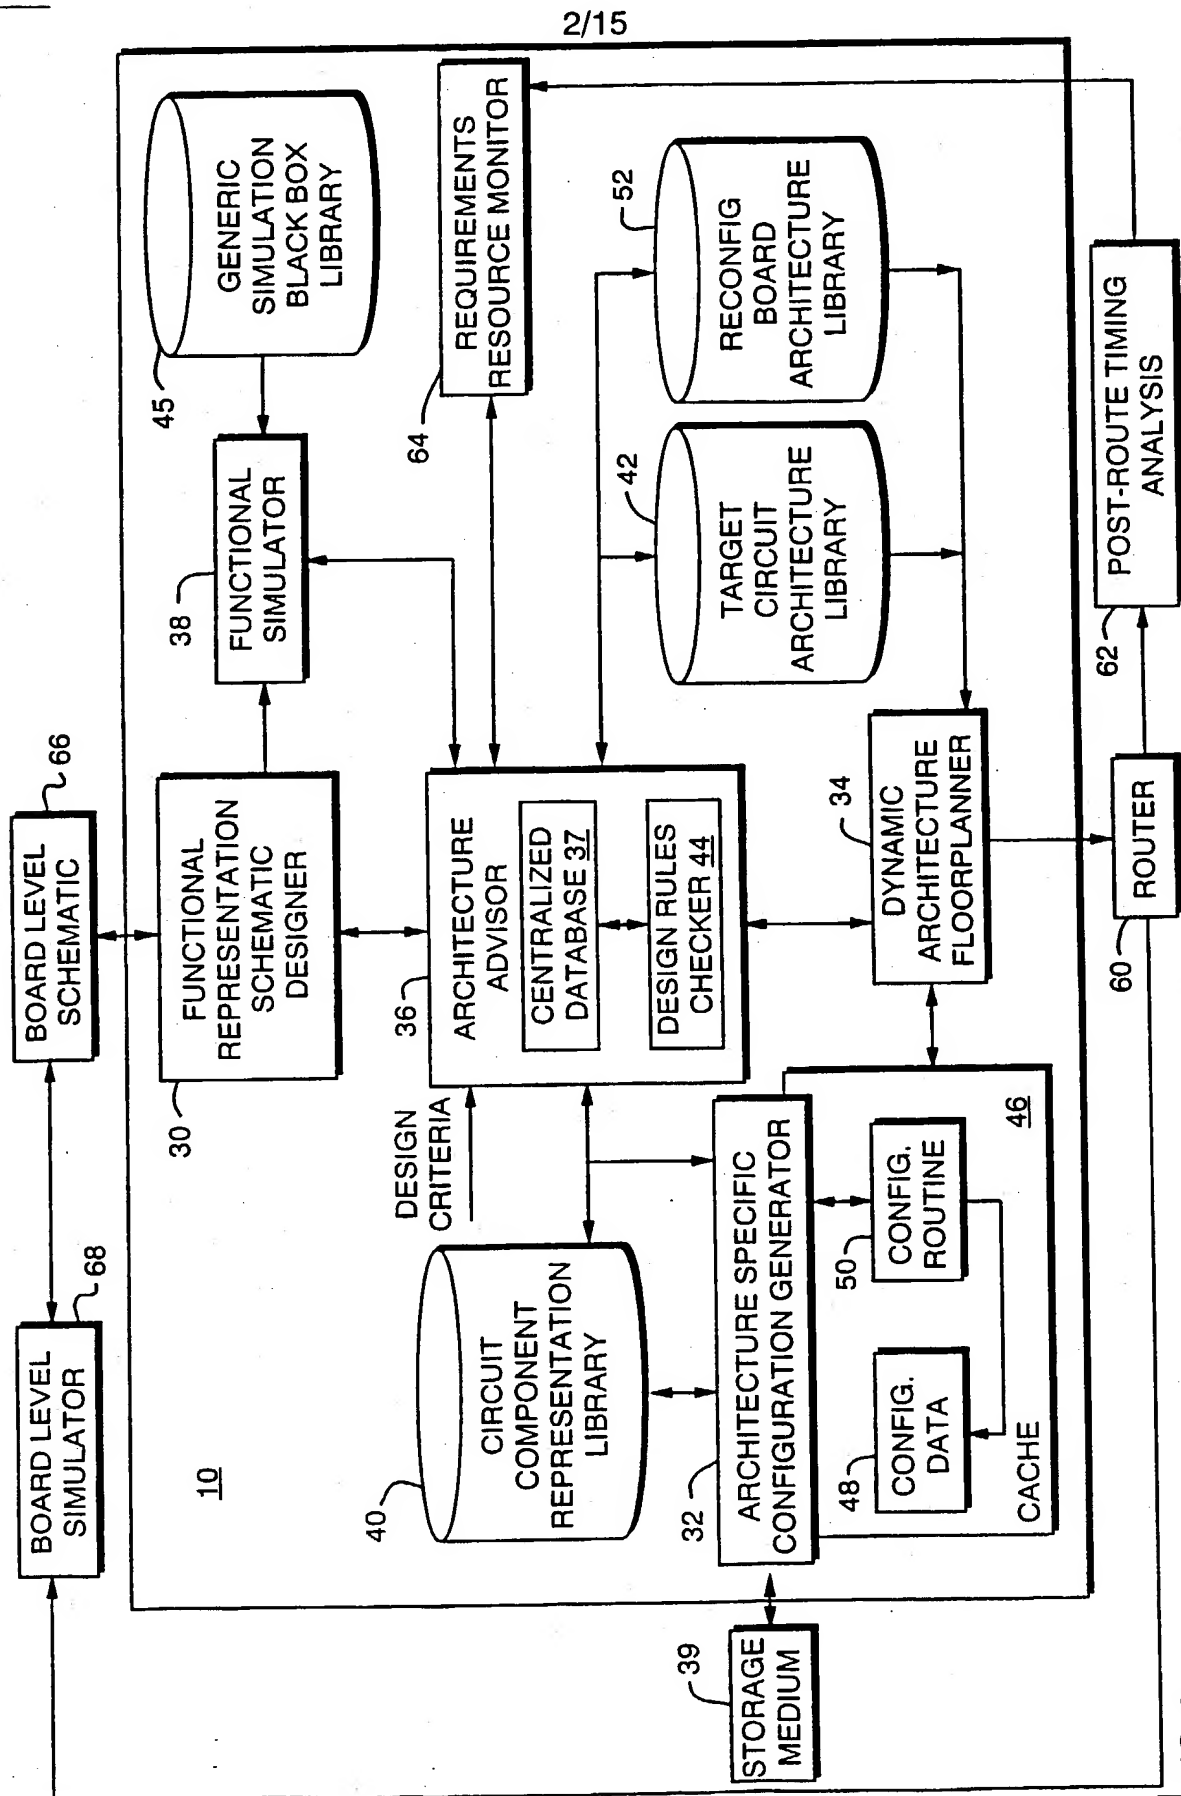 2/15
BOARD LEVEL
SIMULATOR
68
BOARD LEVEL
SCHEMATIC
66
10
30
FUNCTIONAL
REPRESENTATION
SCHEMATIC
DESIGNER
38
FUNCTIONAL
SIMULATOR
45
GENERIC
SIMULATION
BLACK BOX
LIBRARY
40
CIRCUIT
COMPONENT
REPRESENTATION
LIBRARY
DESIGN
CRITERIA
36
ARCHITECTURE
ADVISOR
CENTRALIZED
DATABASE 37
DESIGN RULES
CHECKER 44
64
REQUIREMENTS
RESOURCE MONITOR
42
TARGET
CIRCUIT
ARCHITECTURE
LIBRARY
52
RECONFIG
BOARD
ARCHITECTURE
LIBRARY
39
STORAGE
MEDIUM
32
ARCHITECTURE SPECIFIC
CONFIGURATION GENERATOR
48
CONFIG.
DATA
50
CONFIG.
ROUTINE
CACHE
46
34
DYNAMIC
ARCHITECTURE
FLOORPLANNER
60
ROUTER
62
POST-ROUTE TIMING
ANALYSIS